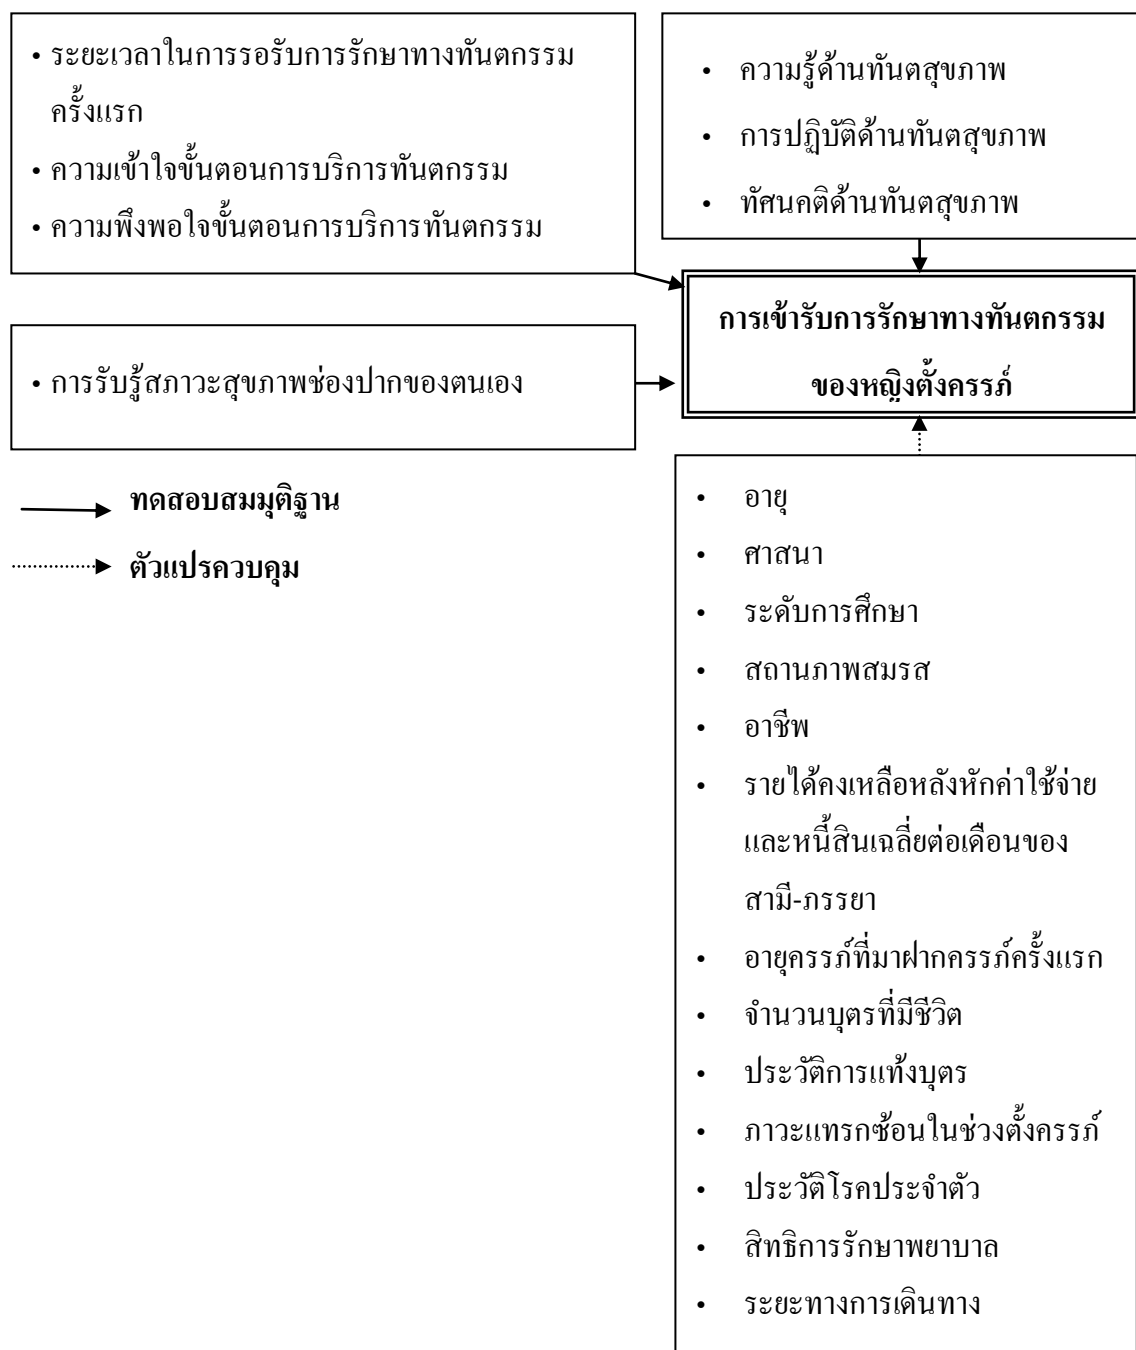 • ระยะเวลาในการรอรับการรักษาทางทันตกรรม
ครั้งแรก
• ความเข้าใจขั้นตอนการบริการทันตกรรม
• ความพึงพอใจขั้นตอนการบริการทันตกรรม
• ความรู้ด้านทันตสุขภาพ
• การปฏิบัติด้านทันตสุขภาพ
• ทัศนคติด้านทันตสุขภาพ
การเข้ารับการรักษาทางทันตกรรม
ของหญิงตั้งครรภ์
• การรับรู้สภาวะสุขภาพช่องปากของตนเอง
ทดสอบสมมุติฐาน
ตัวแปรควบคุม
• อายุ
• ศาสนา
• ระดับการศึกษา
• สถานภาพสมรส
• อาชีพ
• รายได้คงเหลือหลังหักค่าใช้จ่าย
และหนี้สินเฉลี่ยต่อเดือนของ
สามี-ภรรยา
• อายุครรภ์ที่มาฝากครรภ์ครั้งแรก
• จำนวนบุตรที่มีชีวิต
• ประวัติการแท้งบุตร
• ภาวะแทรกซ้อนในช่วงตั้งครรภ์
• ประวัติโรคประจำตัว
• สิทธิการรักษาพยาบาล
• ระยะทางการเดินทาง